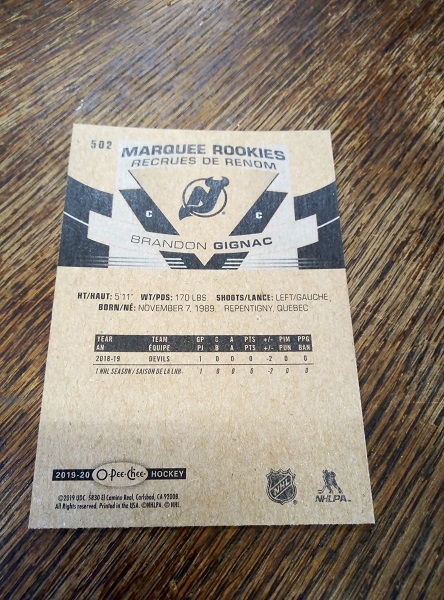 502
MARQUEE ROOKIES
RECRUES DE RENOM
C C
BRANDON GIGNAC
HT/HAUT: 5'11" WT/PDS: 170 LBS. SHOOTS/LANCE: LEFT/GAUCHE
BORN/NÉ: NOVEMBER 7, 1989, REPENTIGNY, QUEBEC
YEAR TEAM GP G A PTS +/- PIM PPG
AN ÉQUIPE PJ B A PTS +/- PUN BAN
2018-19 DEVILS 1 0 0 0 -2 0 0
1 NHL SEASON / SAISON DE LA LNH 1 0 0 0 -2 0 0
2019-20 O-Pee-Chee HOCKEY
©2019 UDC. 5830 El Camino Real, Carlsbad, CA 92008.
All Rights Reserved. Printed in the USA. ©NHLPA. © NHL.
NHL
NHLPA